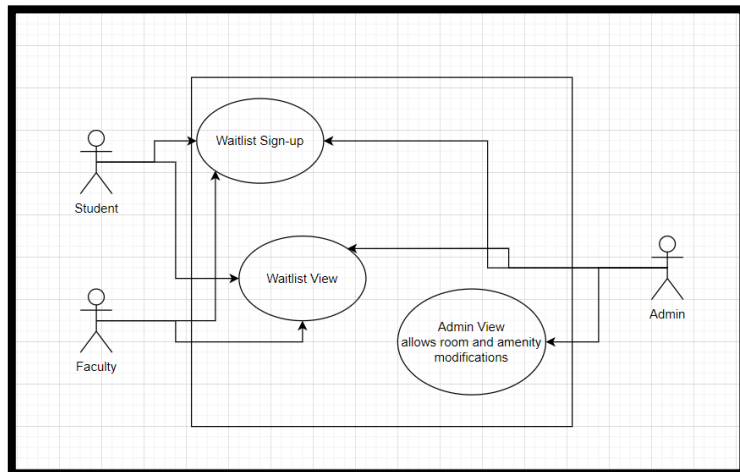 Waitlist Sign-up
Student
Waitlist View
Admin
Admin View
allows room and amenity
modifications
Faculty